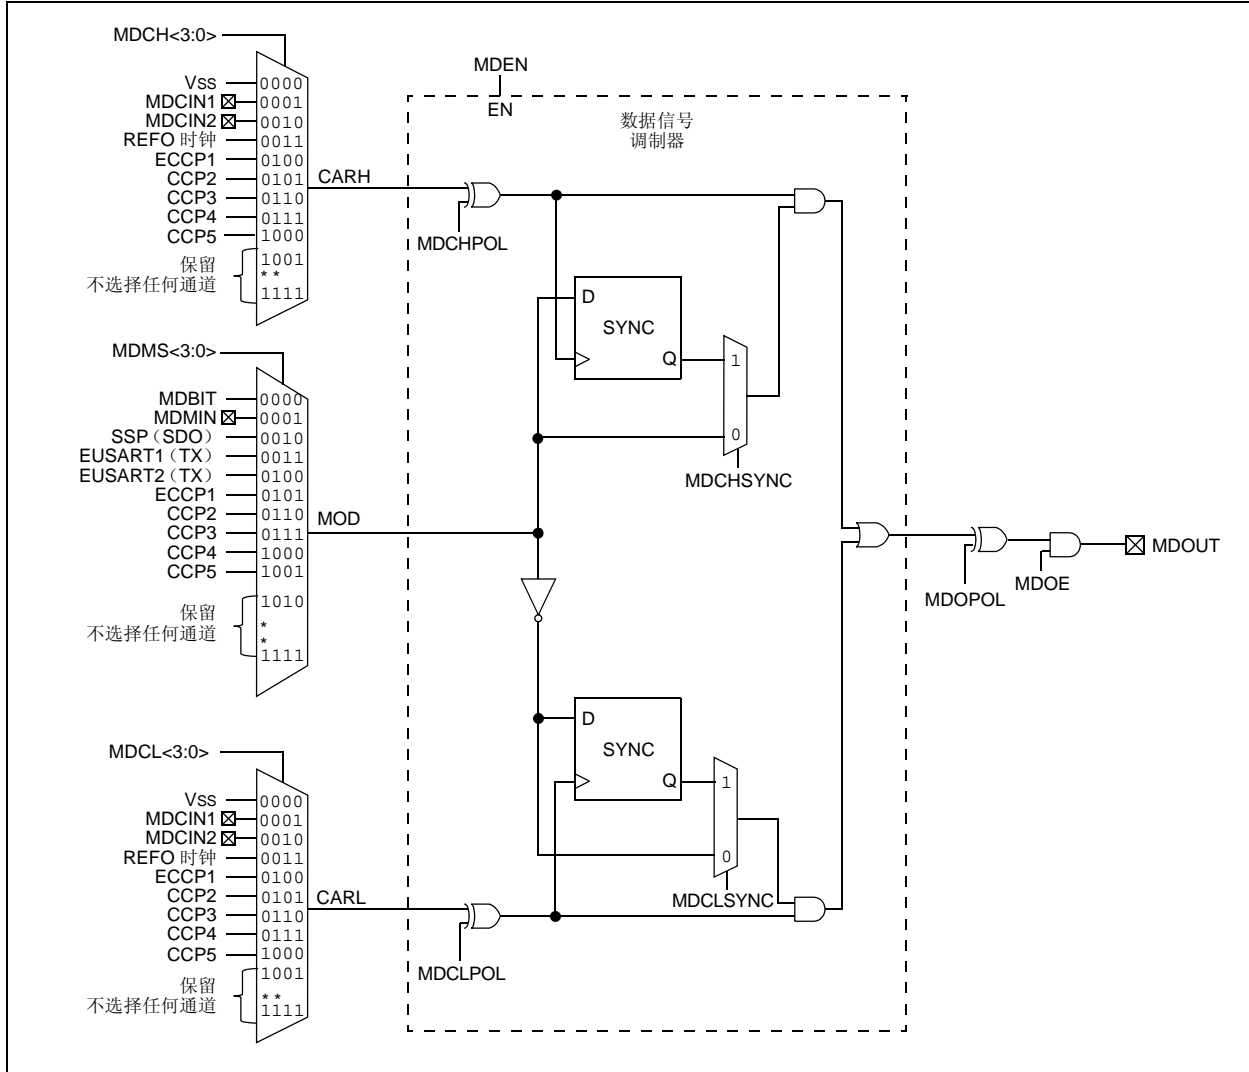 MDCH<3:0>
VSS 0000
MDCIN1 0001
MDCIN2 0010
REFO 时钟 0011
ECCP1 0100
CCP2 0101
CCP3 0110
CCP4 0111
CCP5 1000
保留
不选择任何通道
1001
* *
1111
CARH
MDCHPOL
MDEN
EN
数据信号
调制器
D
SYNC
Q
1
0
MDCHSYNC
MDMS<3:0>
MDBIT 0000
MDMIN 0001
SSP（SDO） 0010
EUSART1（TX） 0011
EUSART2（TX） 0100
ECCP1 0101
CCP2 0110
CCP3 0111
CCP4 1000
CCP5 1001
保留
不选择任何通道
1010
*
*
1111
MOD
MDOPOL
MDOE
MDOUT
D
SYNC
Q
1
0
MDCLSYNC
MDCL<3:0>
VSS 0000
MDCIN1 0001
MDCIN2 0010
REFO 时钟 0011
ECCP1 0100
CCP2 0101
CCP3 0110
CCP4 0111
CCP5 1000
保留
不选择任何通道
1001
* *
1111
CARL
MDCLPOL